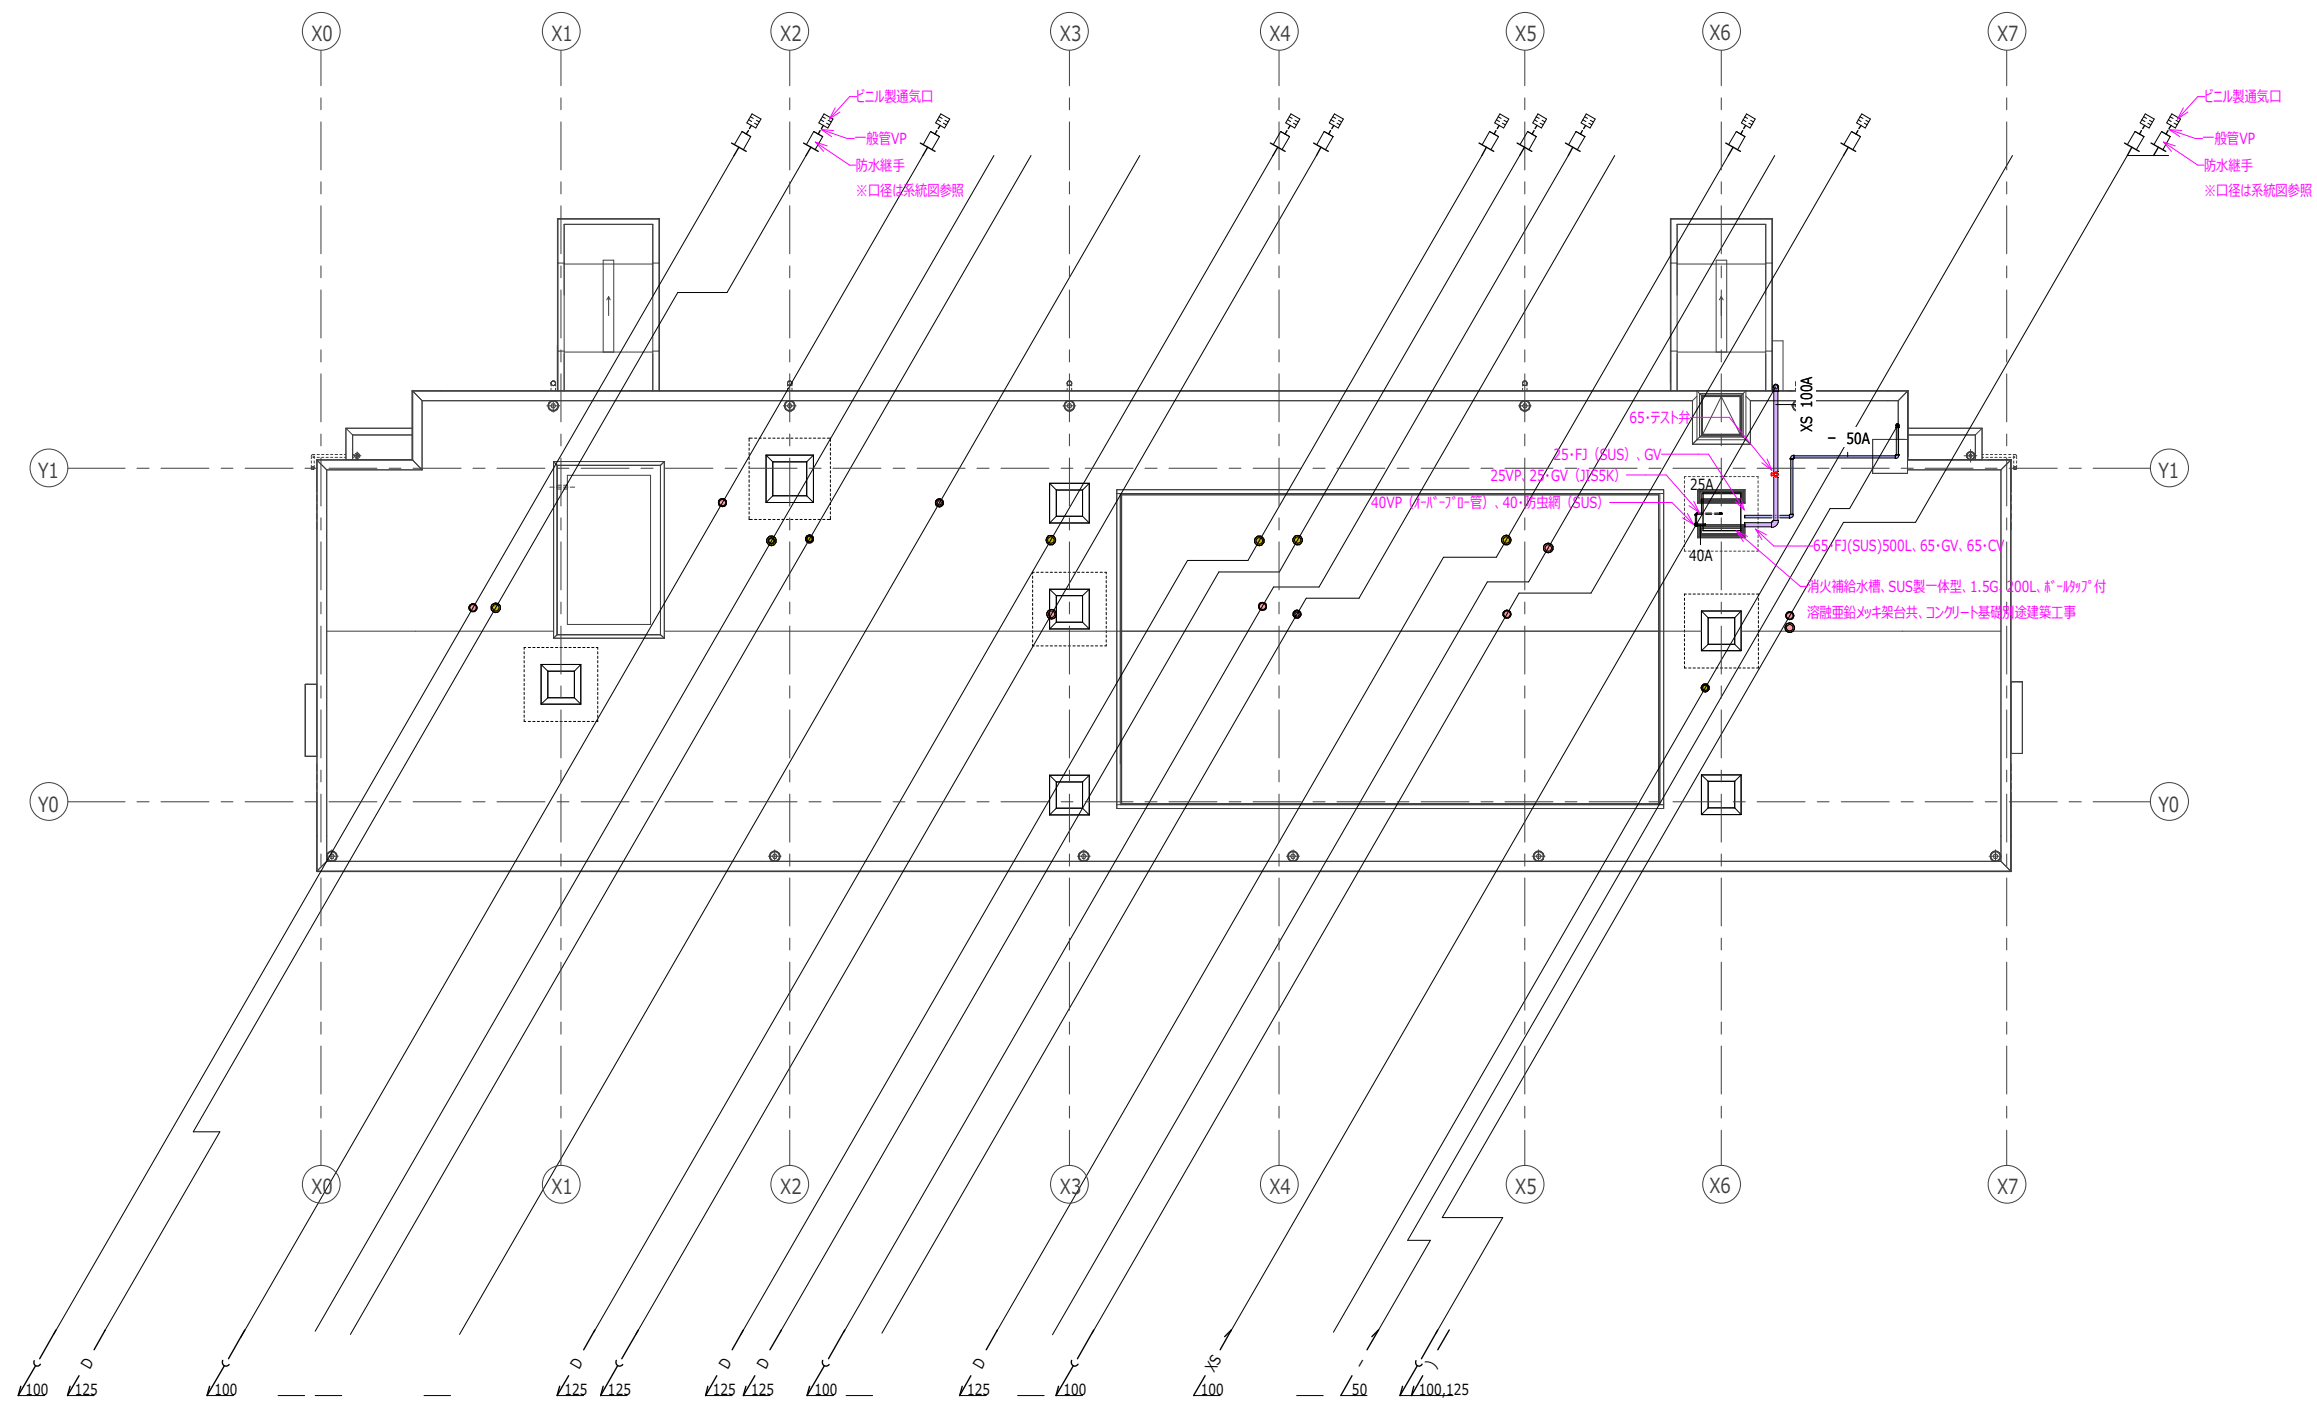 X0 X1 X2 X3 X4 X5 X6 X7
ビニル製通気口
一般管VP
防水継手
※口径は系統図参照
ビニル製通気口
一般管VP
防水継手
※口径は系統図参照
XS 100A
65・テスト弁
50A
25・FJ（SUS）、GV
Y1
Y1
25VP、25・GV（JIS5K）
25A
40VP（オーバーフロー管）、40・防虫網（SUS）
65・FJ(SUS)500L、65・GV、65・CV
40A
消火補給水槽、SUS製一体型、1.5G、200L、ボールタップ付
溶融亜鉛メッキ架台共、コンクリート基礎別途建築工事
Y0
Y0
X0 X1 X2 X3 X4 X5 X6 X7
D D D D D XS
100 125 100 125 125 125 125 100 125 100 100 50 100,125